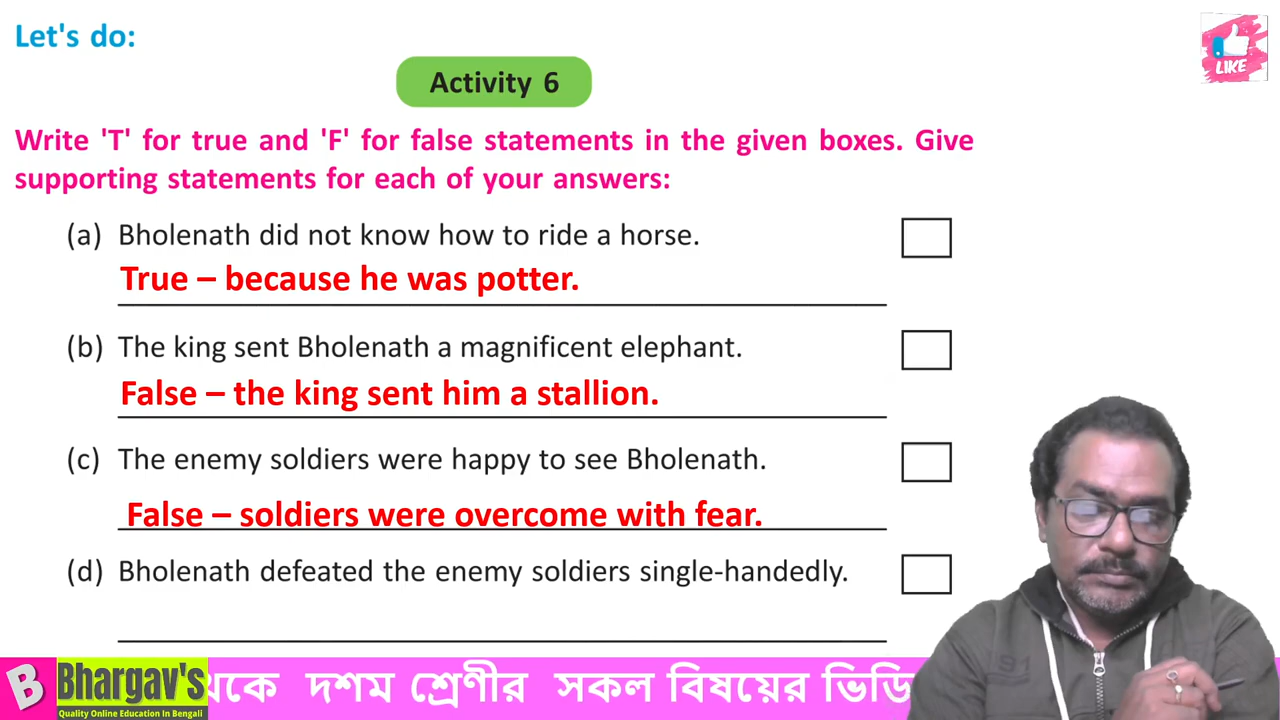 Let's do:
LIKE
Activity 6
Write 'T' for true and 'F' for false statements in the given boxes. Give
supporting statements for each of your answers:
(a) Bholenath did not know how to ride a horse.
True – because he was potter.
(b) The king sent Bholenath a magnificent elephant.
False – the king sent him a stallion.
(c) The enemy soldiers were happy to see Bholenath.
False – soldiers were overcome with fear.
(d) Bholenath defeated the enemy soldiers single-handedly.
B Bhargav's
Quality Online Education In Bengali
দশম শ্রেণীর সকল বিষয়ের